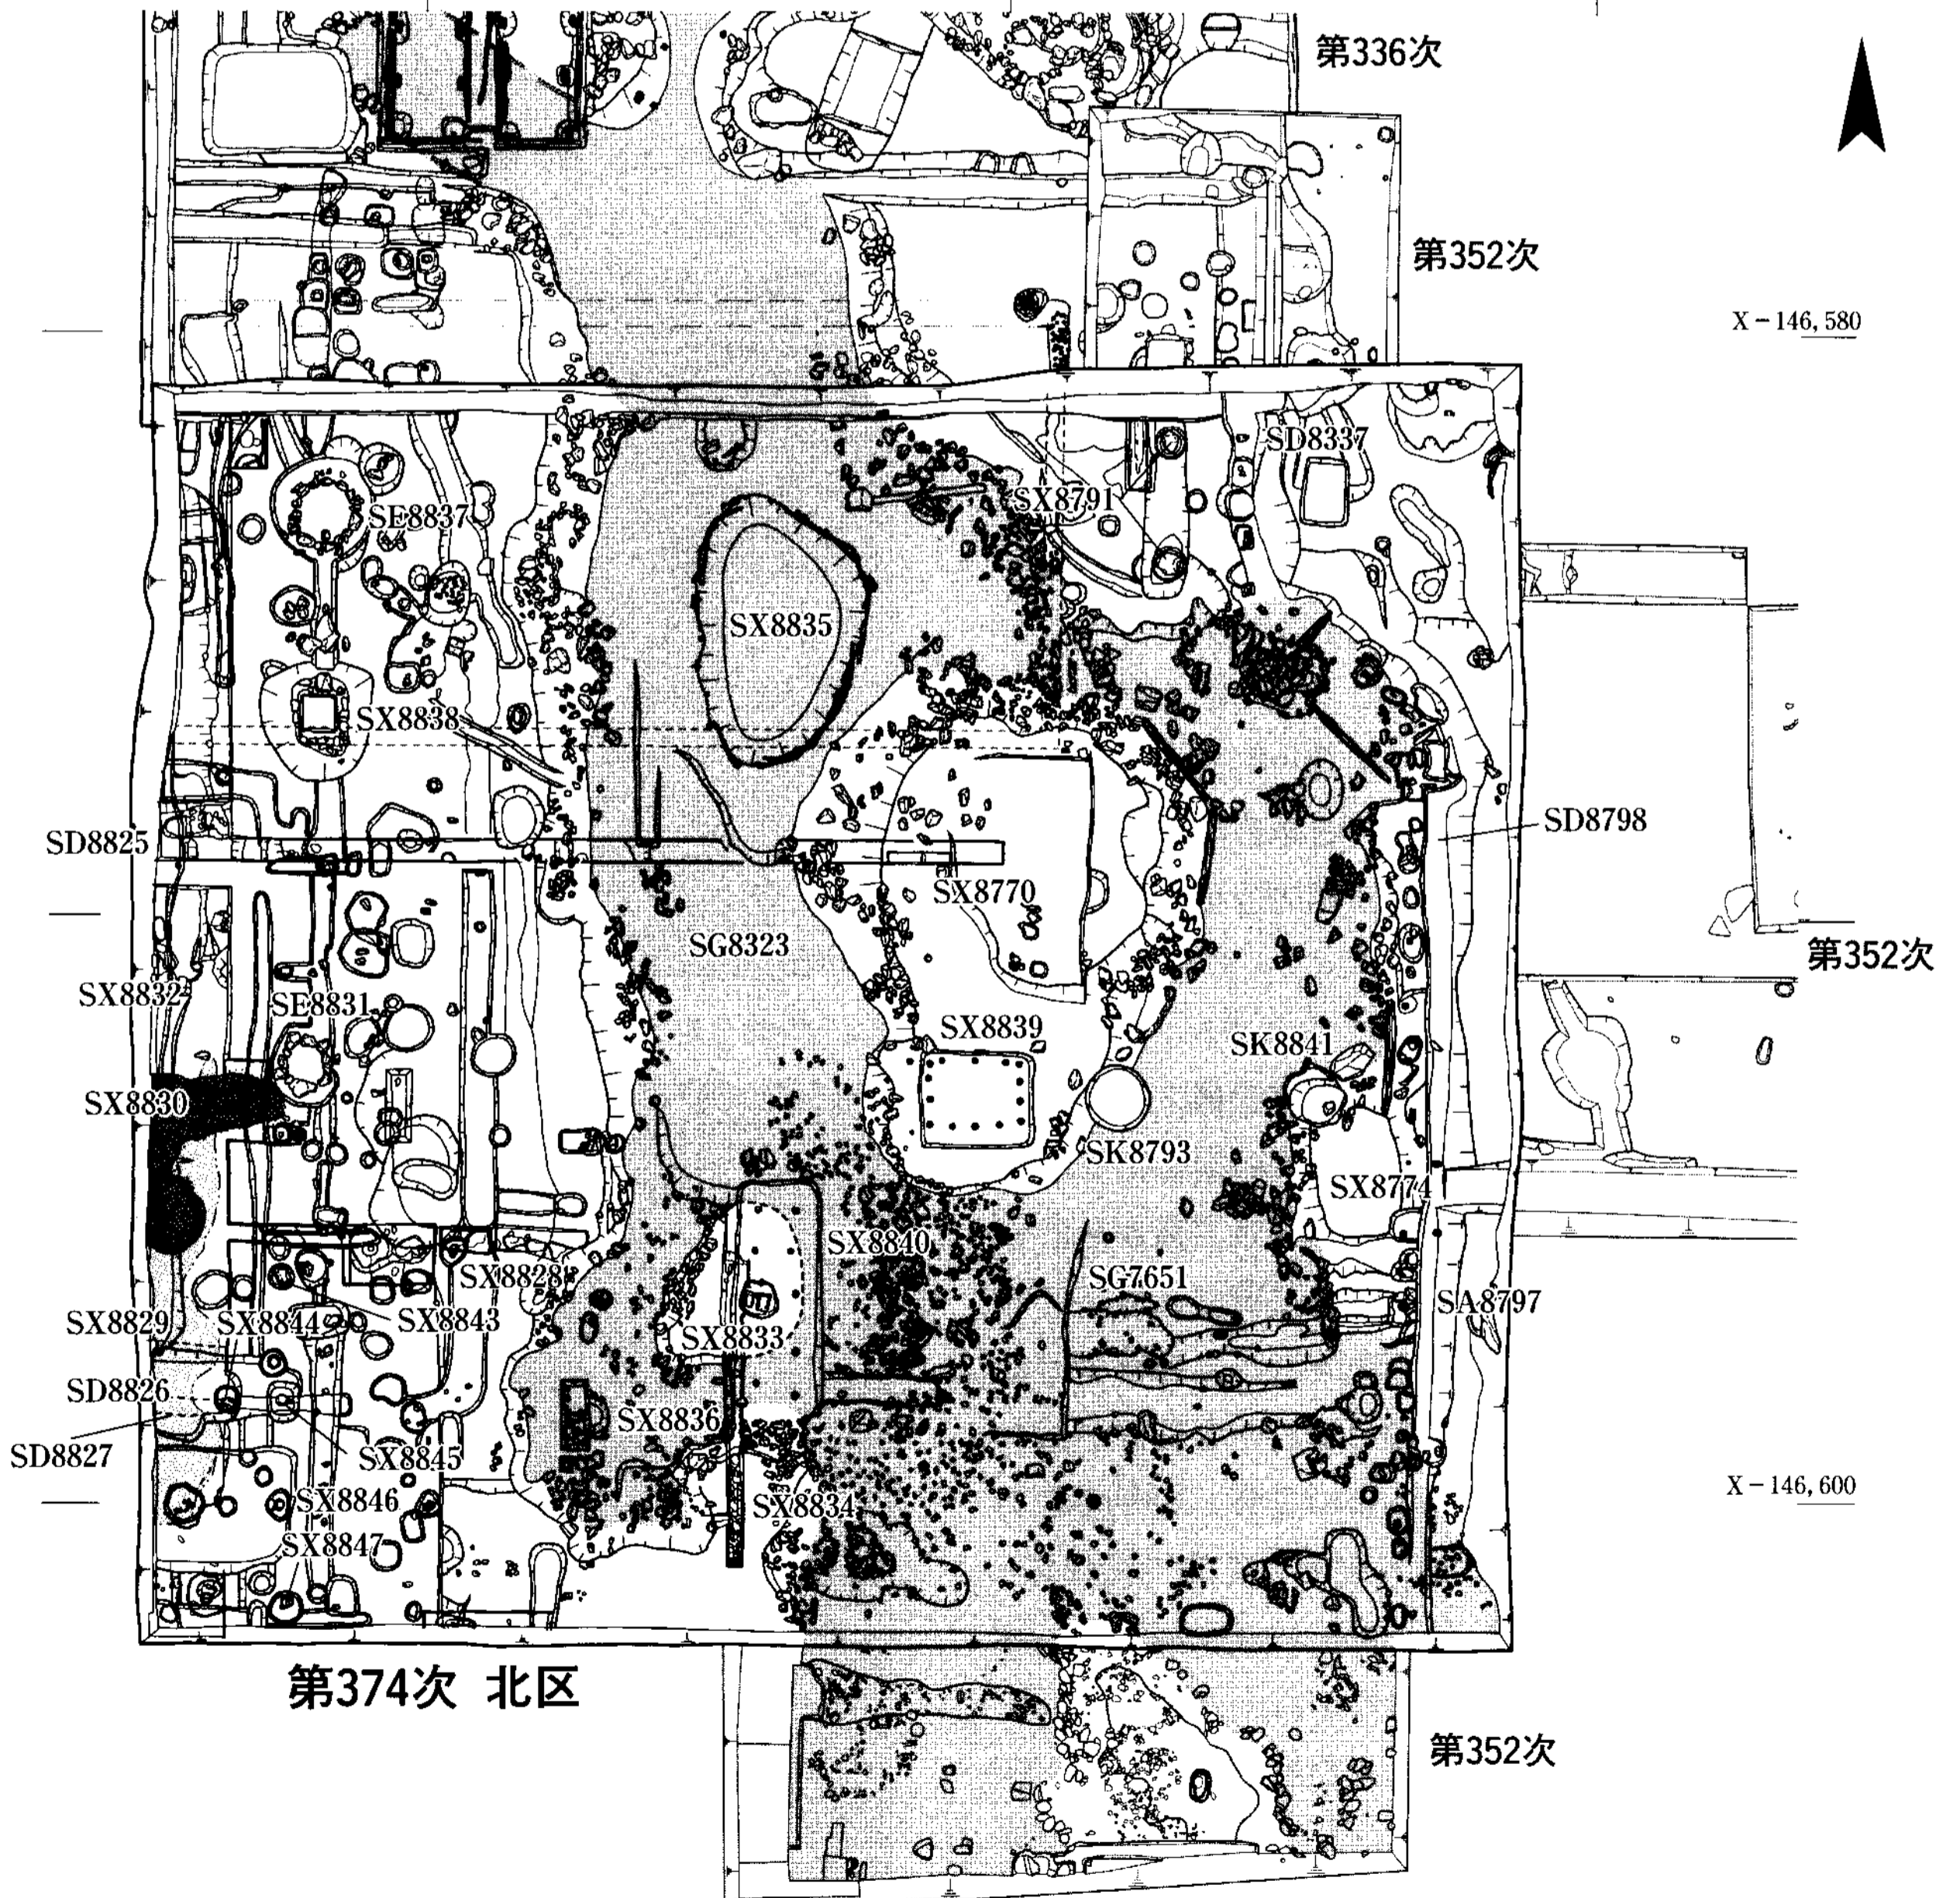 第336次
第352次
X－146,580
SD8337
SX8791
SE8837
SX8835
SX8838
SD8825
SD8798
SX8770
SG8323
第352次
SX8832
SE8831
SX8839
SK8841
SX8830
SK8793
SX8774
SX8840
SX8828
SG7651
SA8797
SX8829
SX8844
SX8843
SX8833
SD8826
SX8836
SD8827
SX8845
X－146,600
SX8846
SX8834
SX8847
第374次 北区
第352次